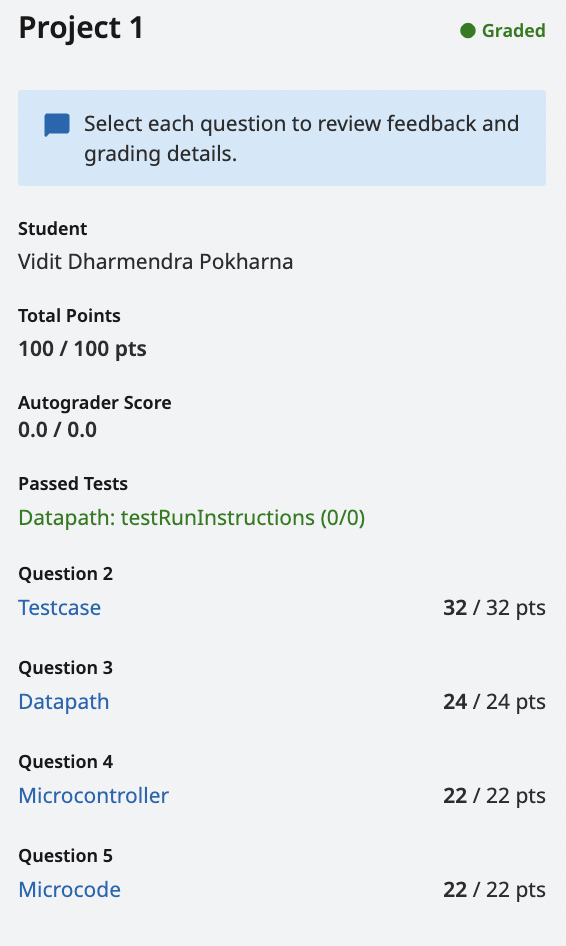 Project 1
Graded
Select each question to review feedback and
grading details.
Student
Vidit Dharmendra Pokharna
Total Points
100 / 100 pts
Autograder Score
0.0 / 0.0
Passed Tests
Datapath: testRunInstructions (0/0)
Question 2
Testcase 32 / 32 pts
Question 3
Datapath 24 / 24 pts
Question 4
Microcontroller 22 / 22 pts
Question 5
Microcode 22 / 22 pts